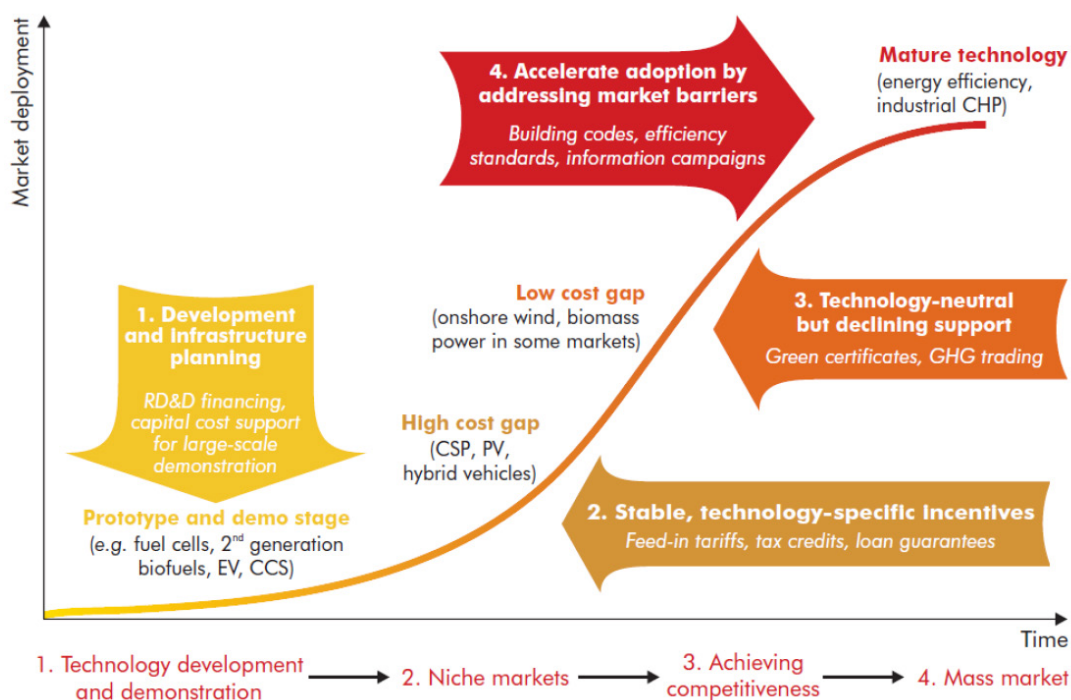 Market deployment
4. Accelerate adoption by
addressing market barriers
Building codes, efficiency
standards, information campaigns
Mature technology
(energy efficiency,
industrial CHP)
1. Development
and infrastructure
planning
RD&D financing,
capital cost support
for large-scale
demonstration
Low cost gap
(onshore wind, biomass
power in some markets)
3. Technology-neutral
but declining support
Green certificates, GHG trading
High cost gap
(CSP, PV,
hybrid vehicles)
Prototype and demo stage
(e.g. fuel cells, 2nd generation
biofuels, EV, CCS)
2. Stable, technology-specific incentives
Feed-in tariffs, tax credits, loan guarantees
Time
1. Technology development
and demonstration
2. Niche markets
3. Achieving
competitiveness
4. Mass market